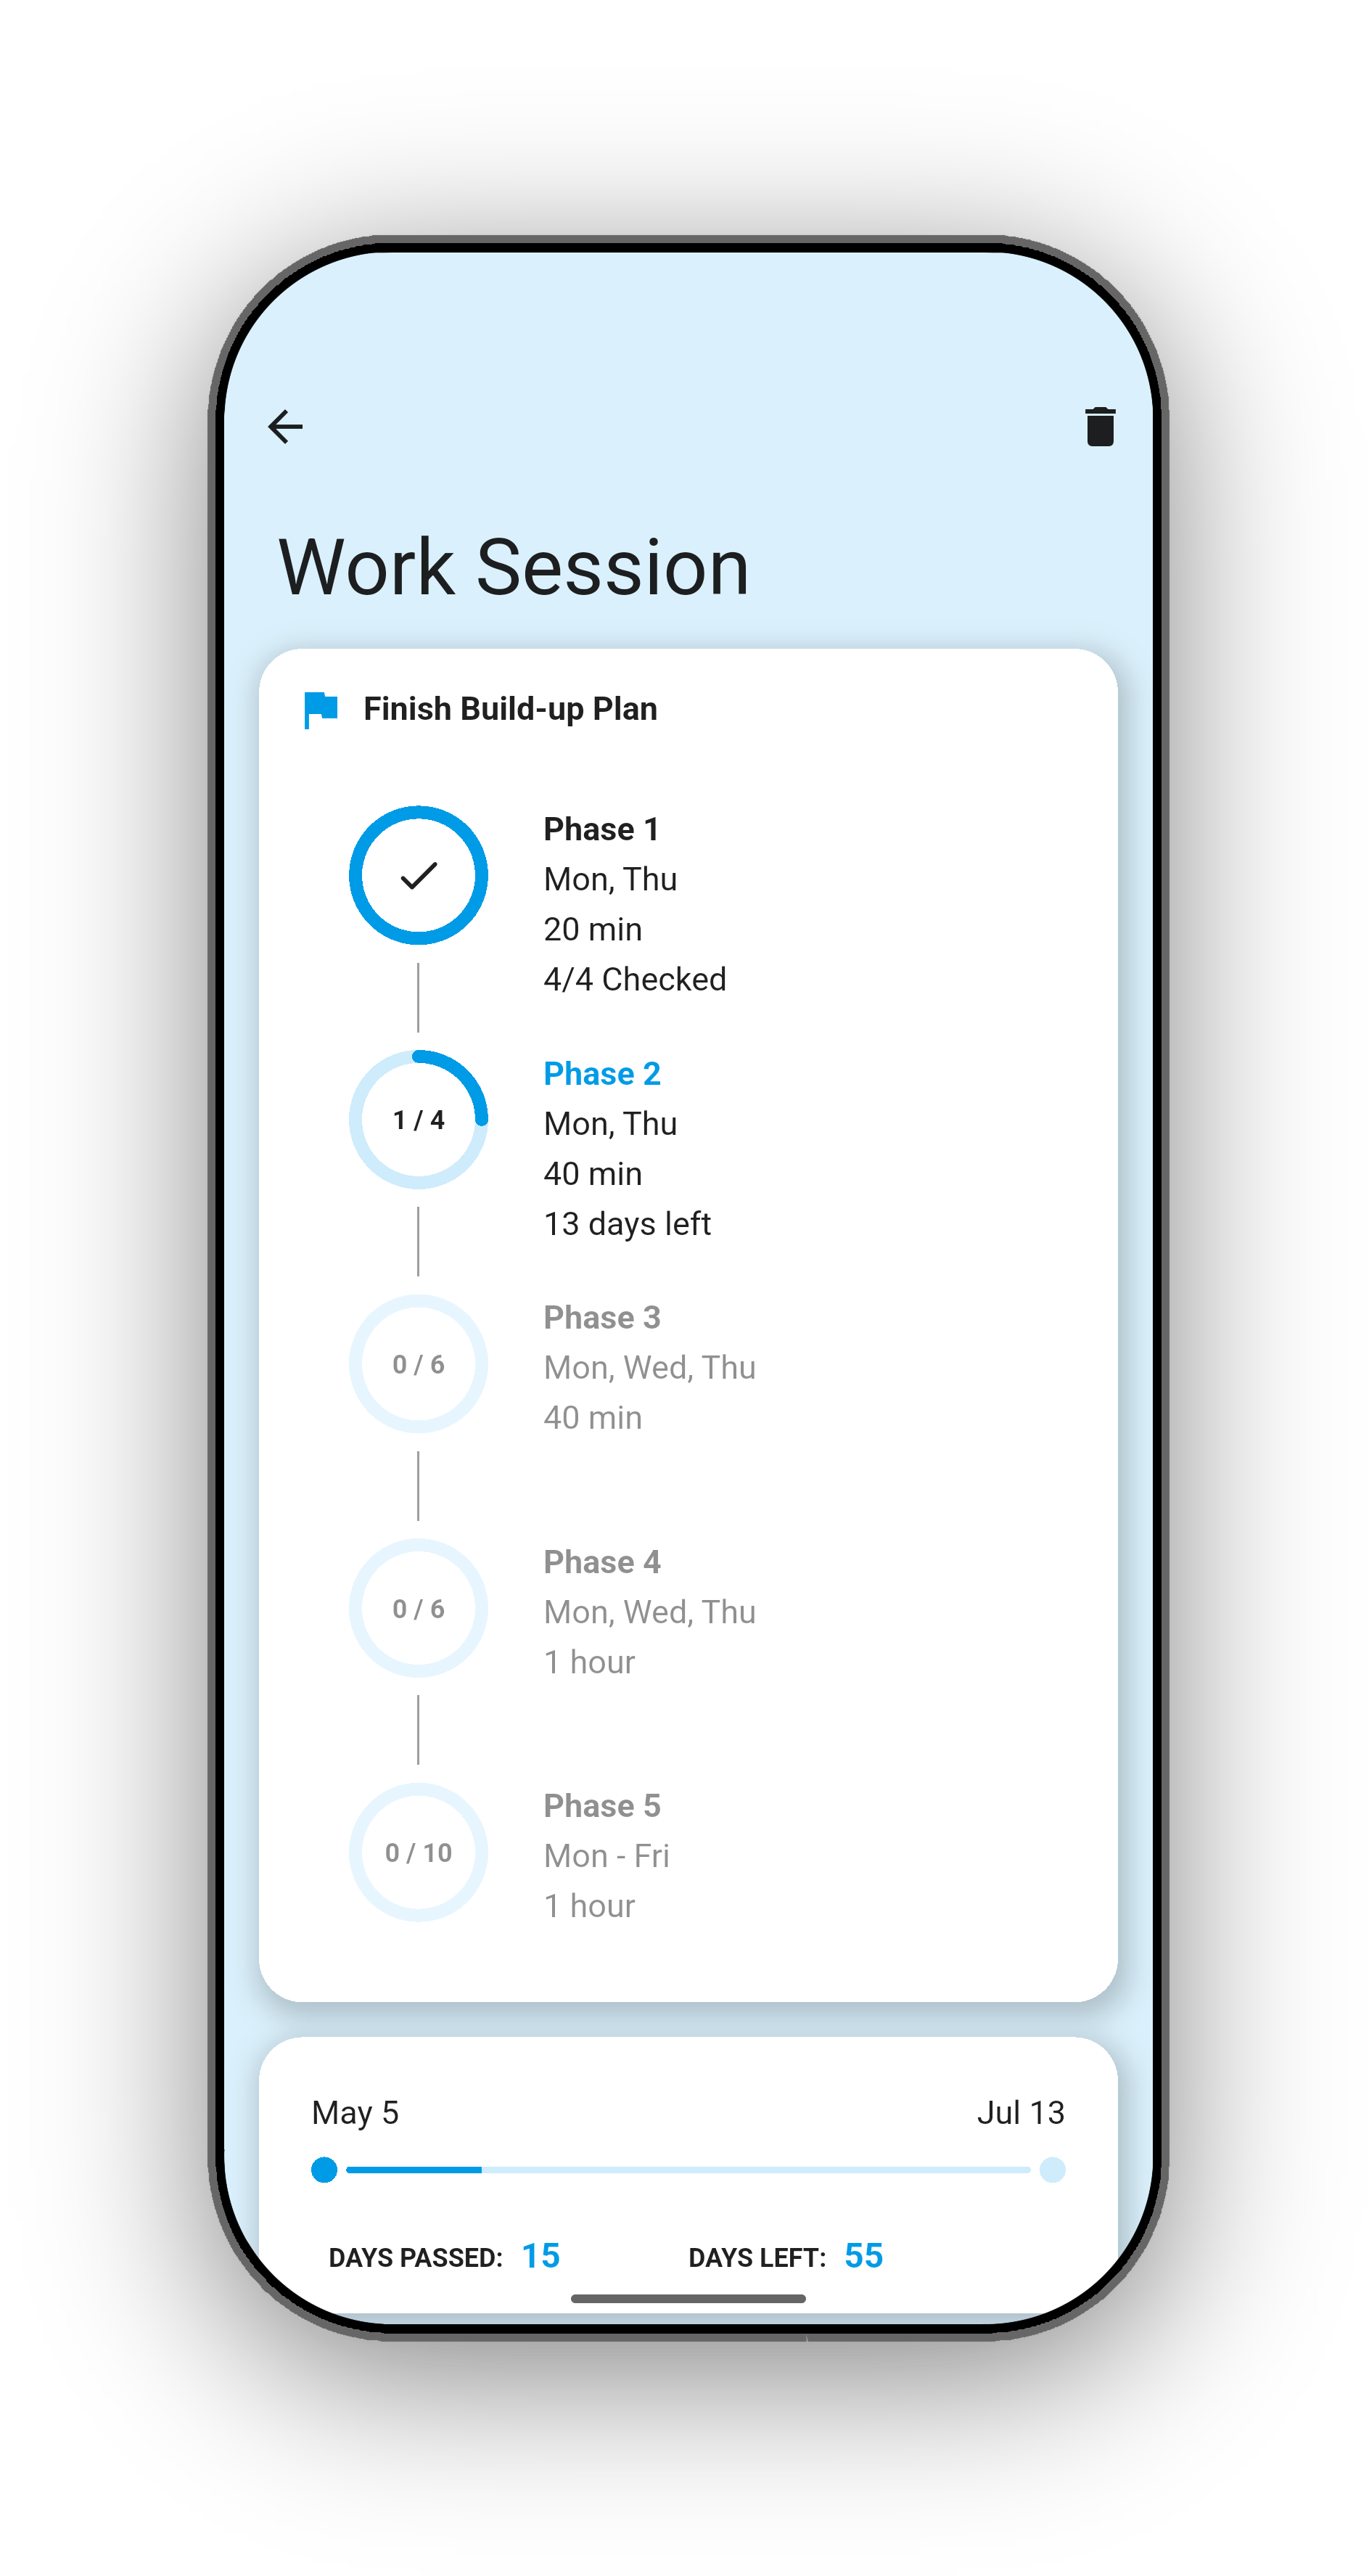 Work Session
Finish Build-up Plan
Phase 1
Mon, Thu
20 min
4/4 Checked
1 / 4
Phase 2
Mon, Thu
40 min
13 days left
0 / 6
Phase 3
Mon, Wed, Thu
40 min
0 / 6
Phase 4
Mon, Wed, Thu
1 hour
0 / 10
Phase 5
Mon - Fri
1 hour
May 5
Jul 13
DAYS PASSED: 15
DAYS LEFT: 55